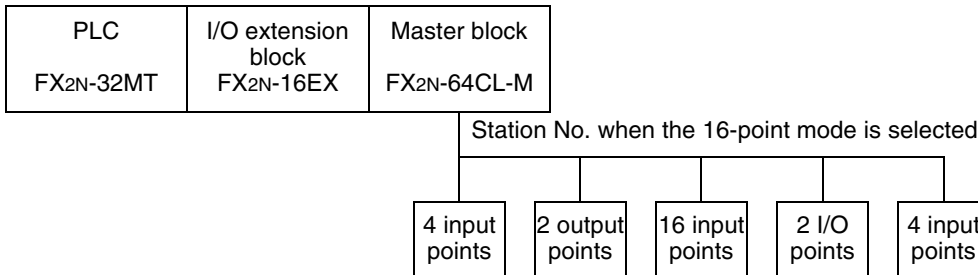 PLC
FX2N-32MT
I/O extension
block
FX2N-16EX
Master block
FX2N-64CL-M
Station No. when the 16-point mode is selected
4 input
points
2 output
points
16 input
points
2 I/O
points
4 input
points